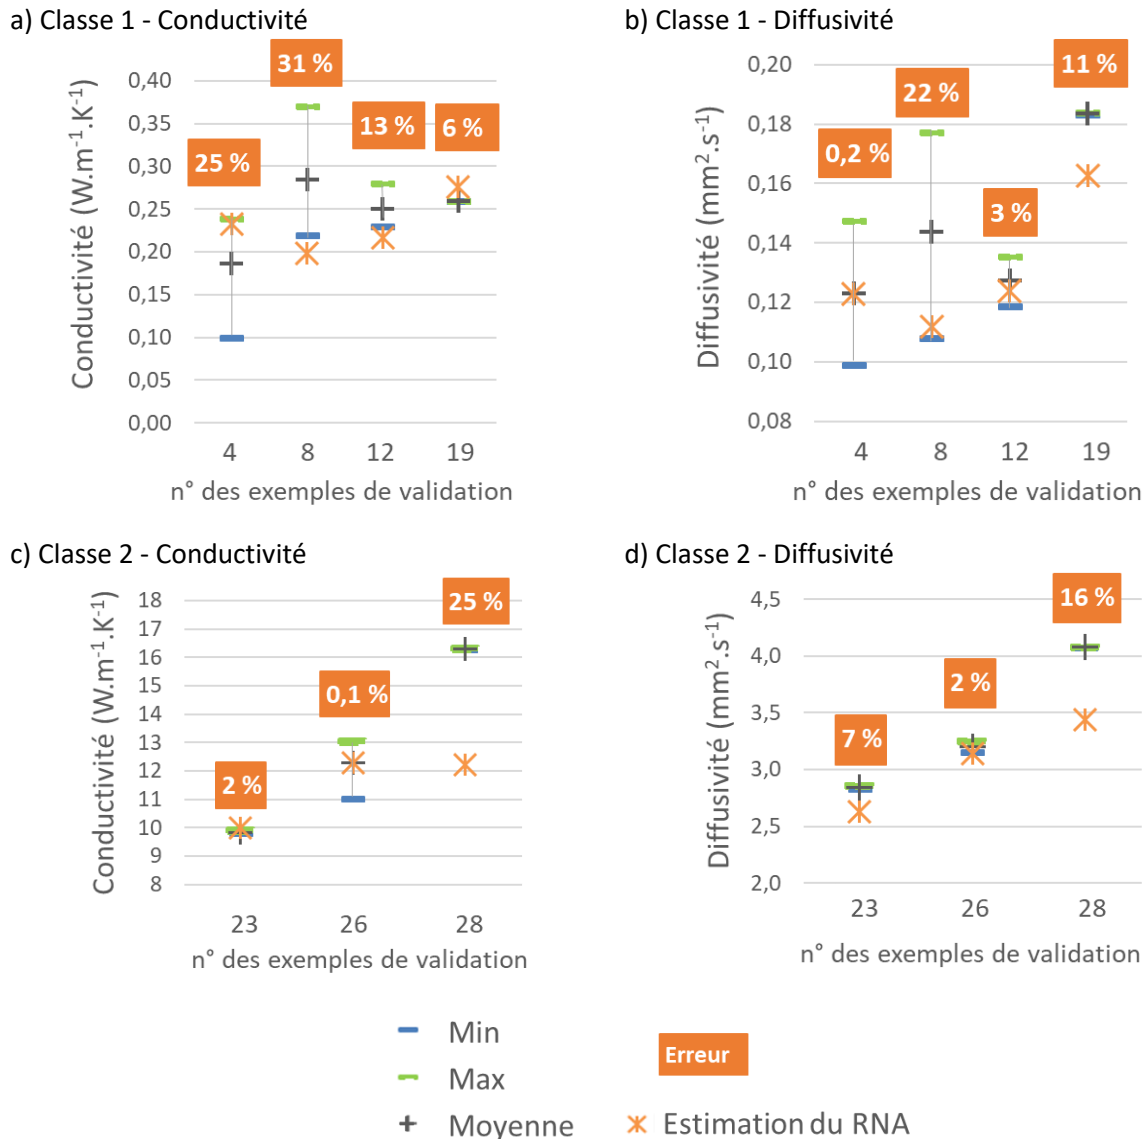 a) Classe 1 - Conductivité
Conductivité (W.m⁻¹.K⁻¹)
0,40
0,35
0,30
0,25
0,20
0,15
0,10
0,05
0,00
25 %
31 %
13 %
6 %
4 8 12 19
n° des exemples de validation
b) Classe 1 - Diffusivité
Diffusivité (mm².s⁻¹)
0,20
0,18
0,16
0,14
0,12
0,10
0,08
0,2 %
22 %
3 %
11 %
4 8 12 19
n° des exemples de validation
c) Classe 2 - Conductivité
Conductivité (W.m⁻¹.K⁻¹)
18
17
16
15
14
13
12
11
10
9
8
2 %
0,1 %
25 %
23 26 28
n° des exemples de validation
d) Classe 2 - Diffusivité
Diffusivité (mm².s⁻¹)
4,5
4,0
3,5
3,0
2,5
2,0
7 %
2 %
16 %
23 26 28
n° des exemples de validation
Min
Max
Moyenne
Erreur
Estimation du RNA